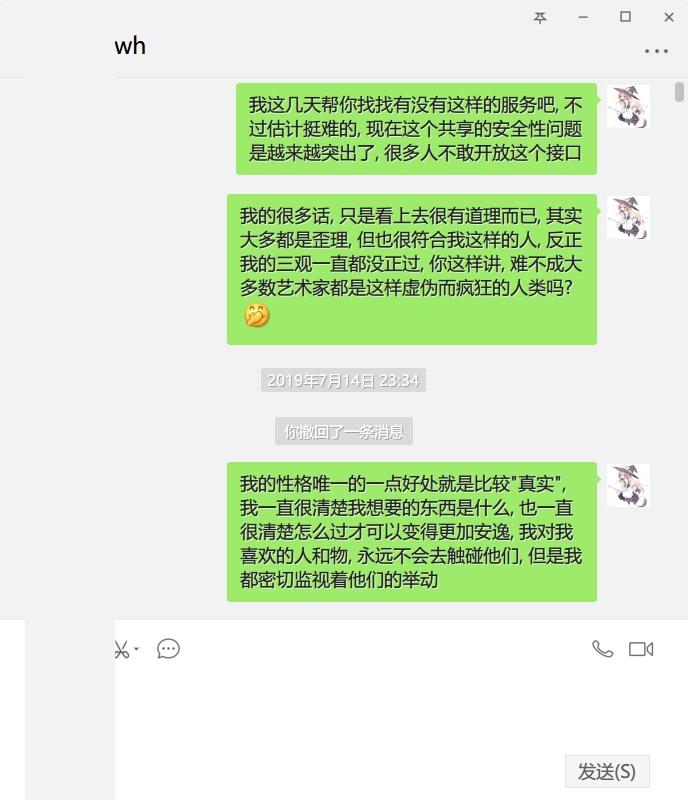 wh
我这几天帮你找找有没有这样的服务吧, 不
过估计挺难的, 现在这个共享的安全性问题
是越来越突出了, 很多人不敢开放这个接口
我的很多话, 只是看上去很有道理而已, 其实
大多都是歪理, 但也很符合我这样的人, 反正
我的三观一直都没正过, 你这样讲, 难不成大
多数艺术家都是这样虚伪而疯狂的人类吗?
2019年7月14日 23:34
你撤回了一条消息
我的性格唯一的一点好处就是比较"真实",
我一直很清楚我想要的东西是什么, 也一直
很清楚怎么过才可以变得更加安逸, 我对我
喜欢的人和物, 永远不会去触碰他们, 但是我
都密切监视着他们的举动
发送(S)